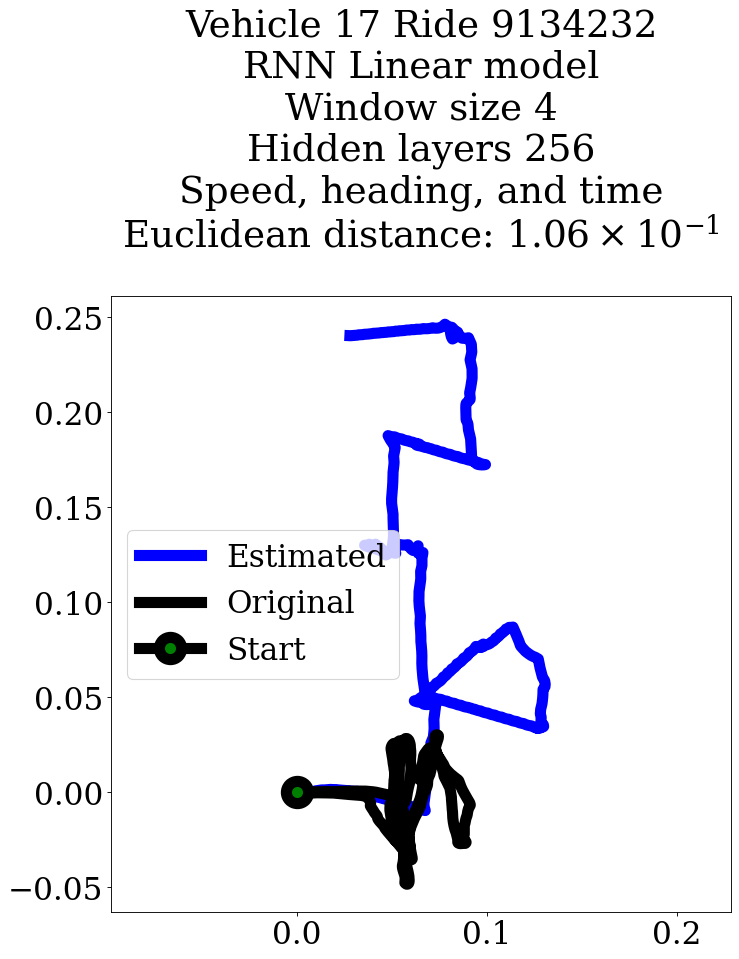 Vehicle 17 Ride 9134232
RNN Linear model
Window size 4
Hidden layers 256
Speed, heading, and time
Euclidean distance: 1.06 × 10⁻¹
0.25
0.20
0.15
0.10
0.05
0.00
−0.05
Estimated
Original
Start
0.0 0.1 0.2